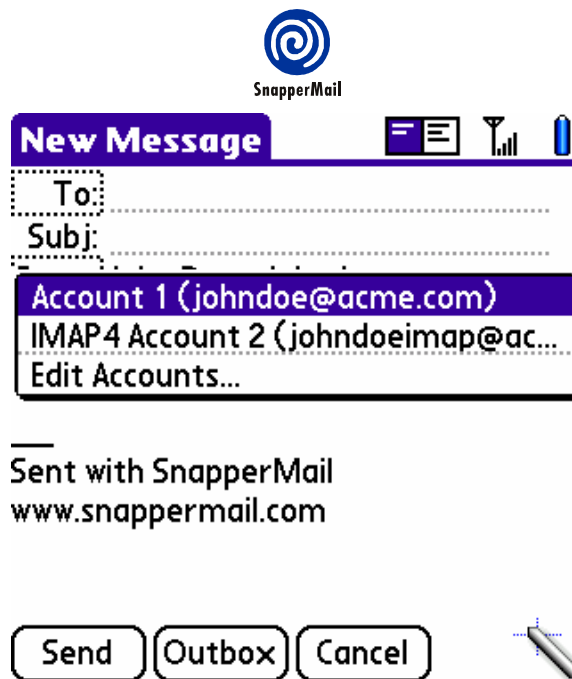 SnapperMail
New Message
To:
Subj:
Account 1 (johndoe@acme.com)
IMAP4 Account 2 (johndoeimap@ac...
Edit Accounts...
Sent with SnapperMail
www.snappermail.com
Send Outbox Cancel